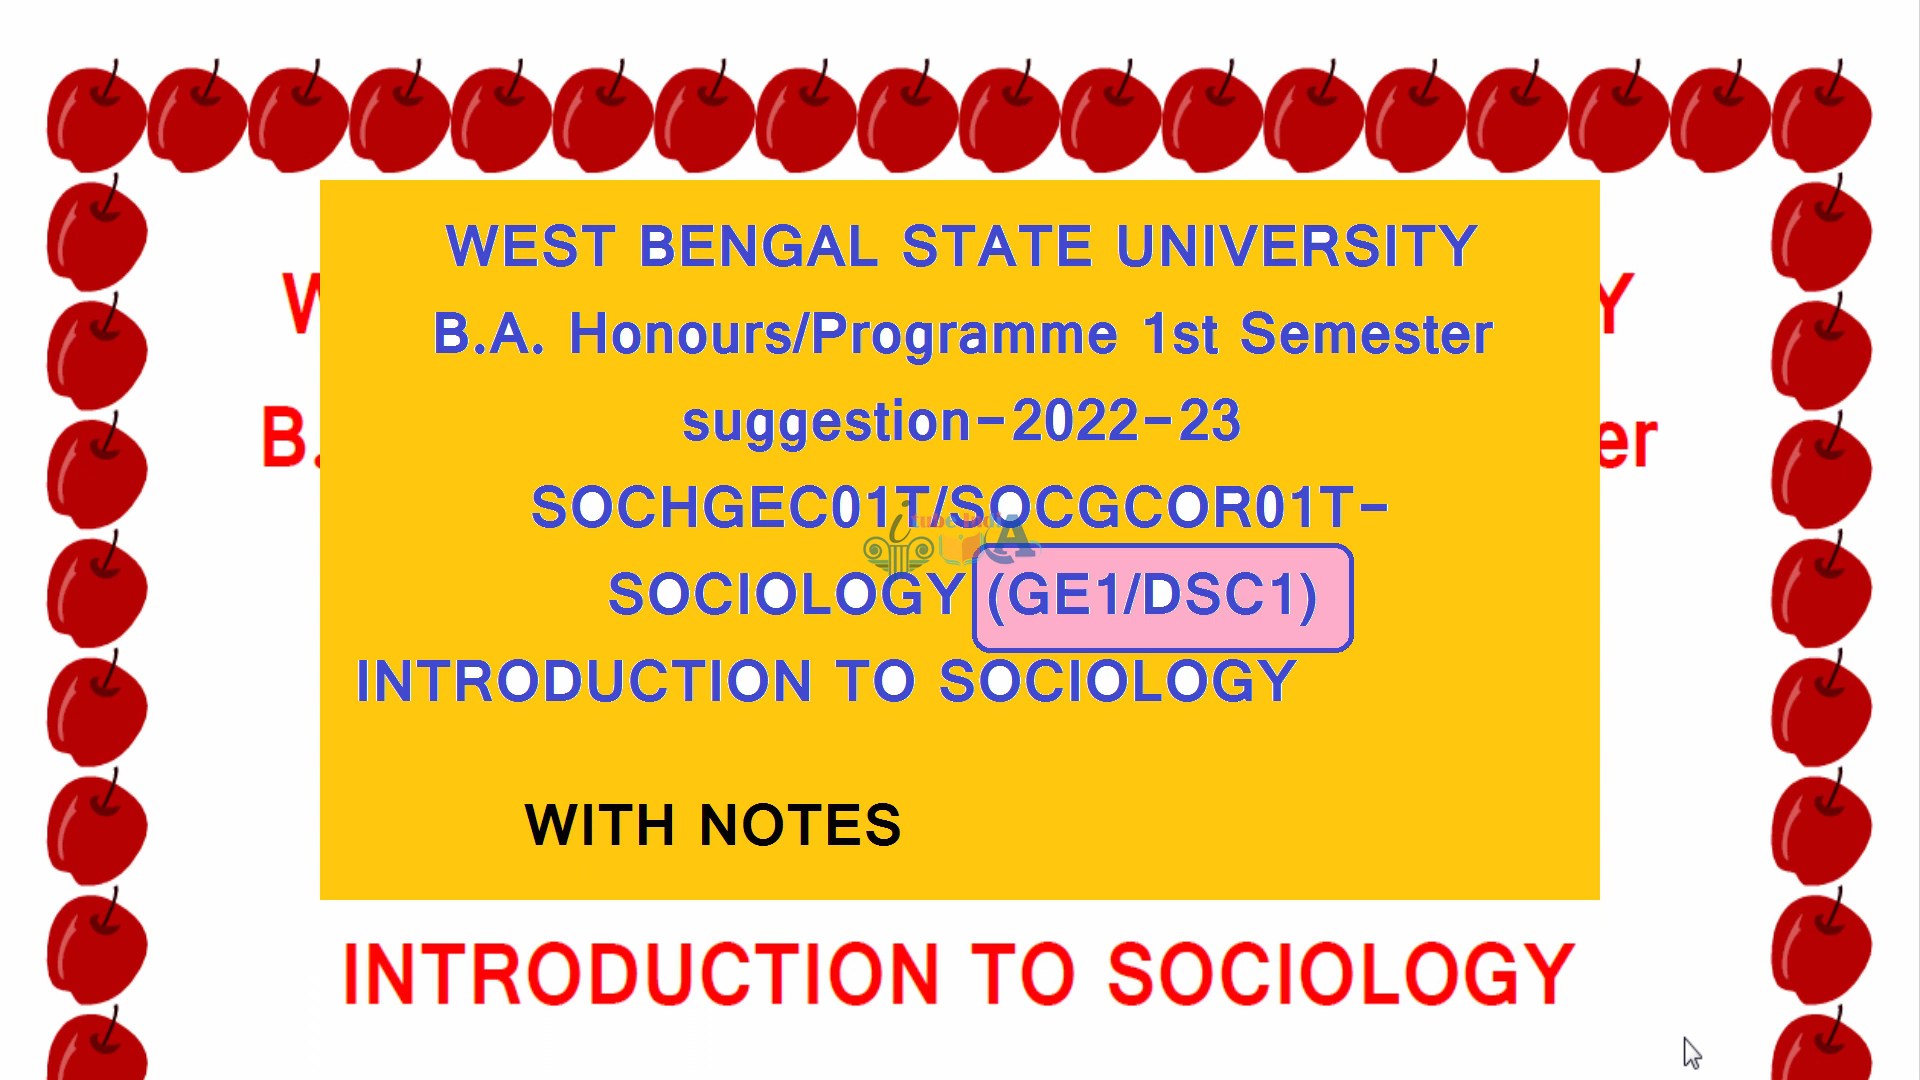 WEST BENGAL STATE UNIVERSITY
B.A. Honours/Programme 1st Semester
suggestion-2022-23
SOCHGEC01T/SOCGCOR01T-
SOCIOLOGY (GE1/DSC1)
INTRODUCTION TO SOCIOLOGY
WITH NOTES
INTRODUCTION TO SOCIOLOGY